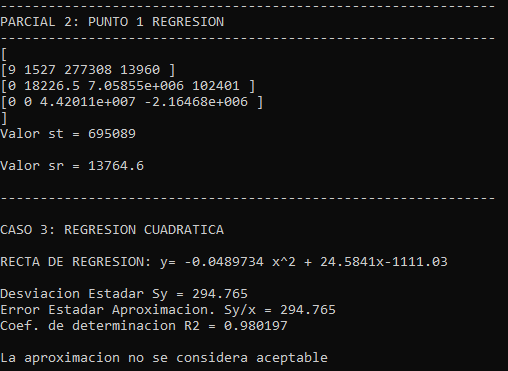 --------------------------------------------------------------
PARCIAL 2: PUNTO 1 REGRESION
--------------------------------------------------------------
[
[9 1527 277308 13960 ]
[0 18226.5 7.05855e+006 102401 ]
[0 0 4.42011e+007 -2.16468e+006 ]
]
Valor st = 695089
Valor sr = 13764.6
--------------------------------------------------------------
CASO 3: REGRESION CUADRATICA
RECTA DE REGRESION: y= -0.0489734 x^2 + 24.5841x-1111.03
Desviacion Estadar Sy = 294.765
Error Estadar Aproximacion. Sy/x = 294.765
Coef. de determinacion R2 = 0.980197
La aproximacion no se considera aceptable